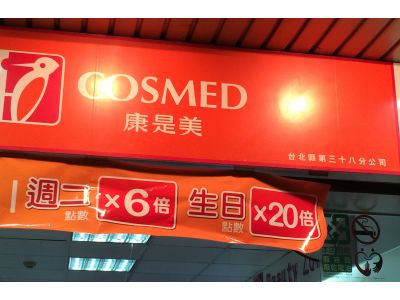 COSMED
康是美
台北縣第三十八分公司
週二 點數 ×6倍 生日 點數 ×20倍
Beauty